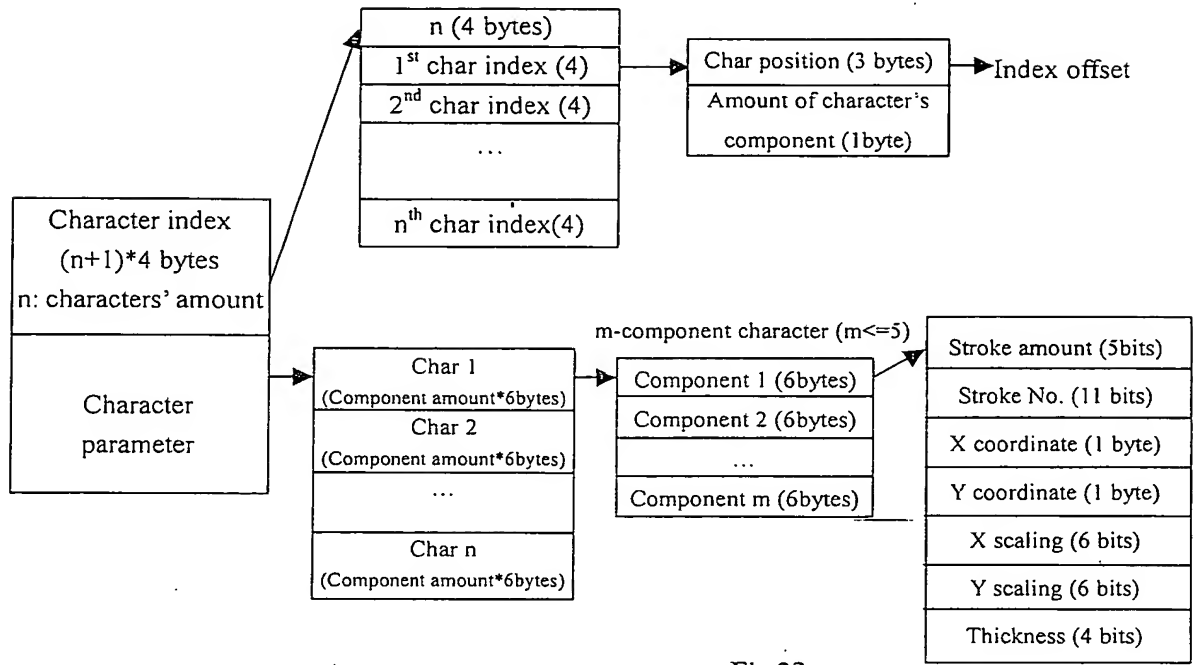 n (4 bytes)
1st char index (4)
2nd char index (4)
...
nth char index(4)
Char position (3 bytes)
Amount of character's
component (1byte)
Index offset
Character index
(n+1)*4 bytes
n: characters' amount
Character
parameter
Char 1
(Component amount*6bytes)
Char 2
(Component amount*6bytes)
...
Char n
(Component amount*6bytes)
m-component character (m<=5)
Component 1 (6bytes)
Component 2 (6bytes)
...
Component m (6bytes)
Stroke amount (5bits)
Stroke No. (11 bits)
X coordinate (1 byte)
Y coordinate (1 byte)
X scaling (6 bits)
Y scaling (6 bits)
Thickness (4 bits)